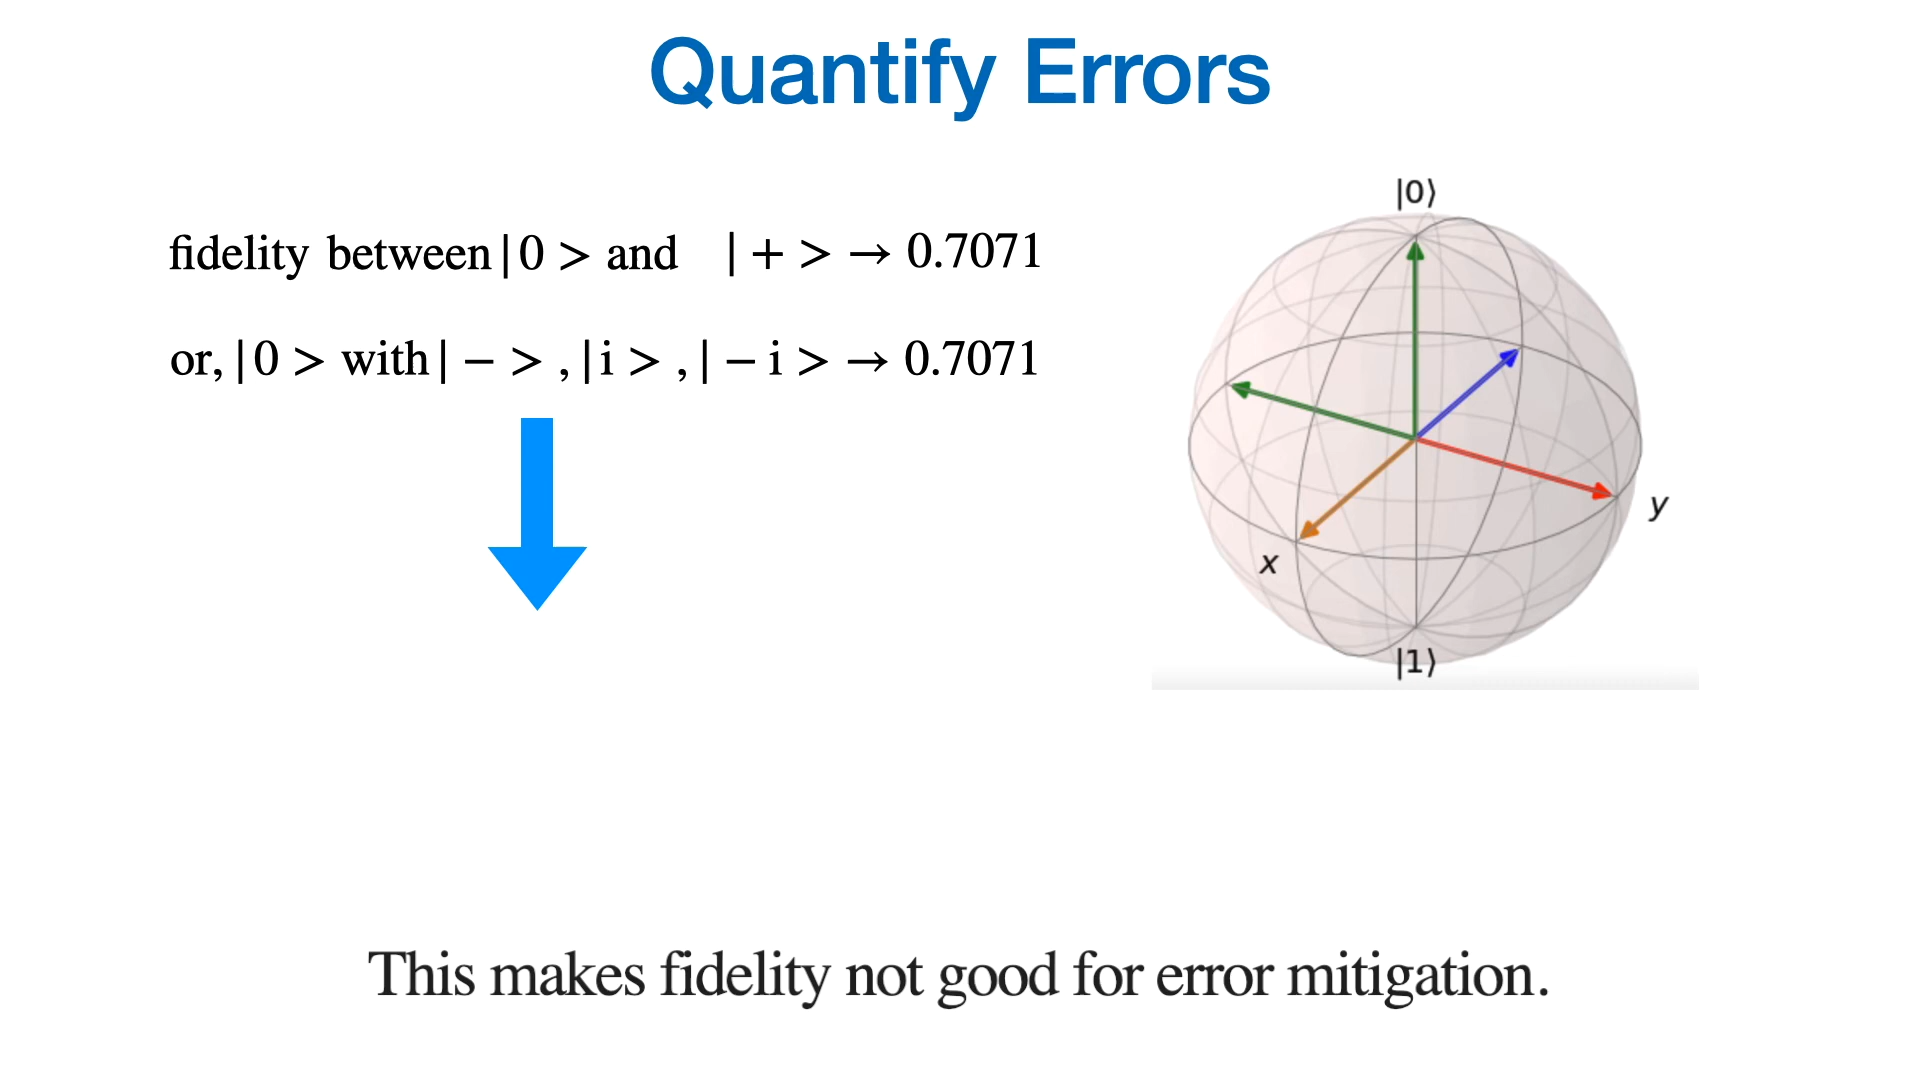 Quantify Errors
fidelity between|0 > and |+ > → 0.7071
or,|0 > with| − > ,|i > ,| − i > → 0.7071
|0⟩
y
x
|1⟩
This makes fidelity not good for error mitigation.